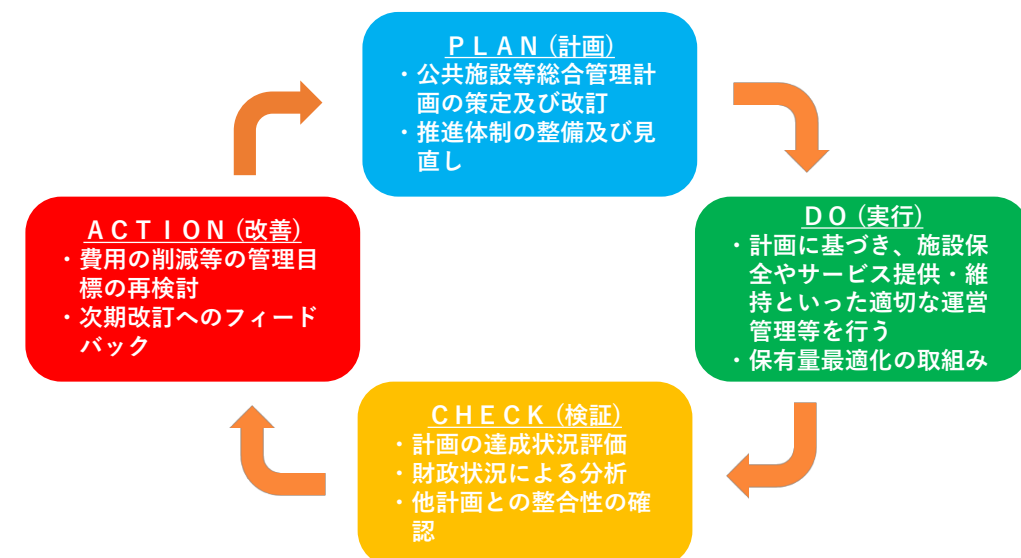 ＰＬＡＮ(計画)
・公共施設等総合管理計
画の策定及び改訂
・推進体制の整備及び見
直し
ＤＯ(実行)
・計画に基づき、施設保
全やサービス提供・維
持といった適切な運営
管理等を行う
・保有量最適化の取組み
ＣＨＥＣＫ(検証)
・計画の達成状況評価
・財政状況による分析
・他計画との整合性の確
認
ＡＣＴＩＯＮ(改善)
・費用の削減等の管理目
標の再検討
・次期改訂へのフィード
バック